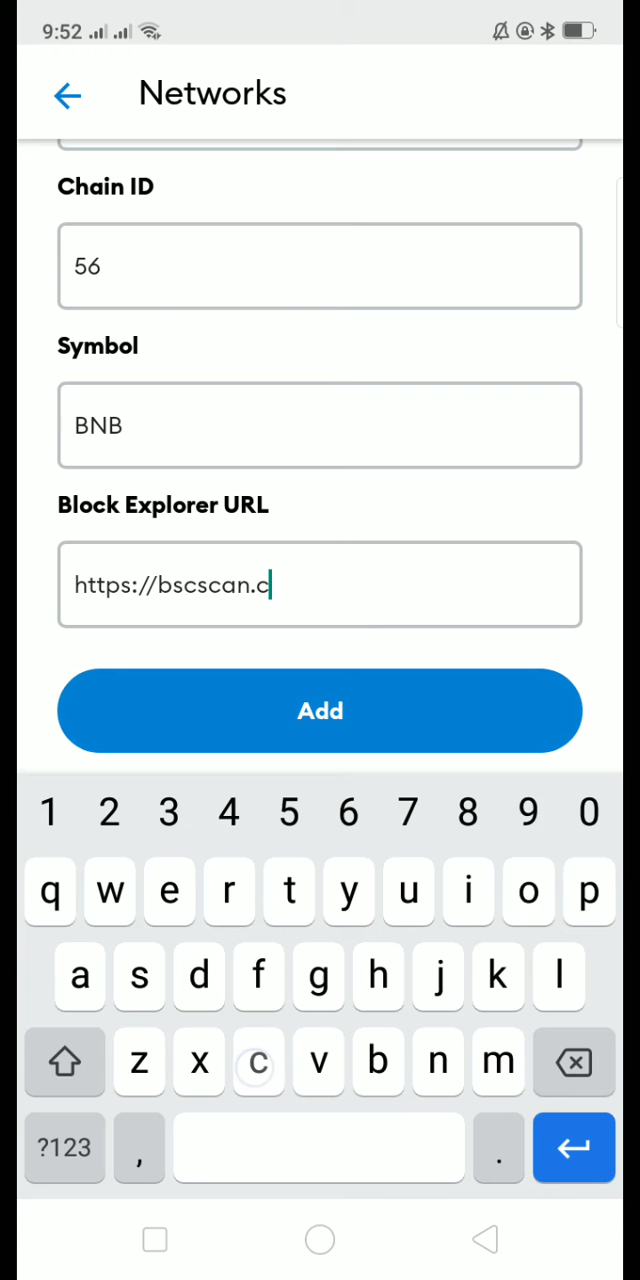 9:52
Networks
Chain ID
56
Symbol
BNB
Block Explorer URL
https://bscscan.c
Add
1 2 3 4 5 6 7 8 9 0
q w e r t y u i o p
a s d f g h j k l
z x c v b n m
?123 , .